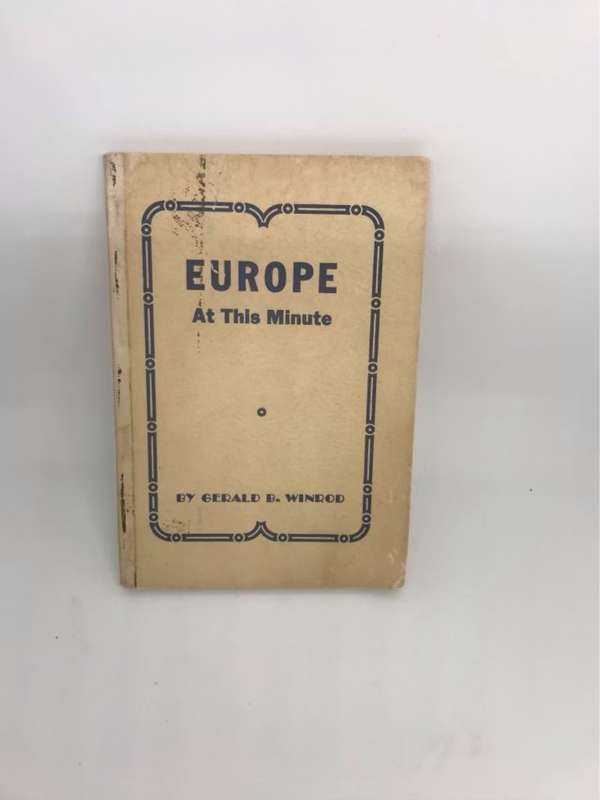 EUROPE
At This Minute
BY GERALD B. WINROD